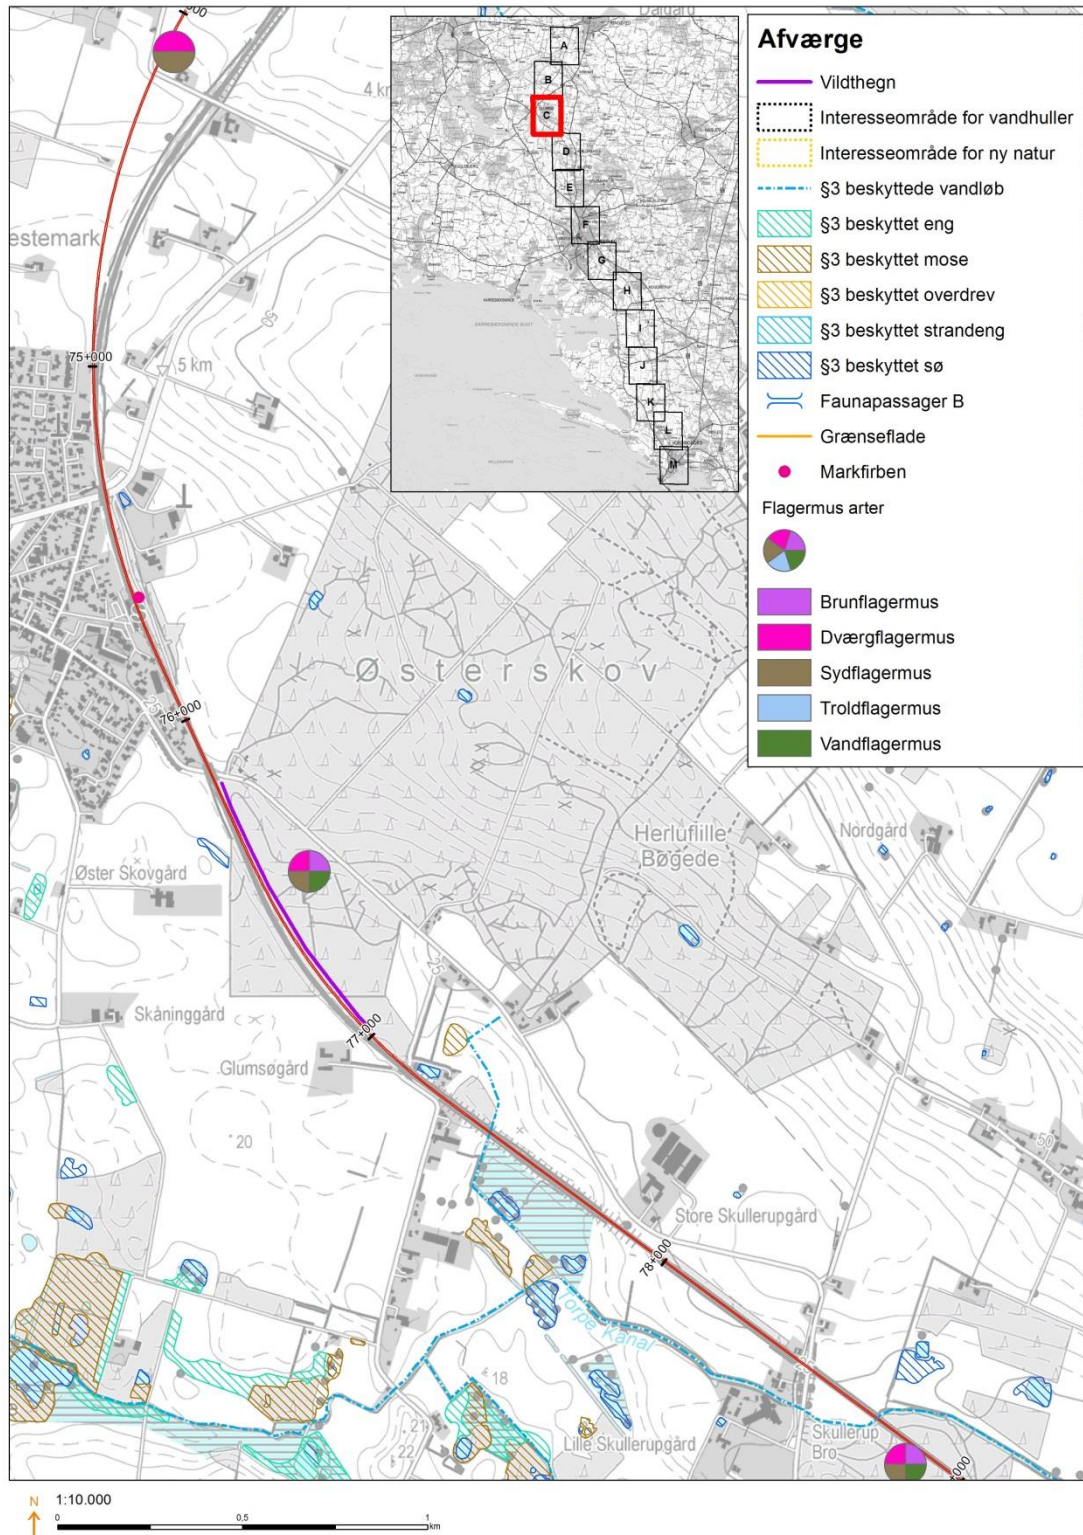 Afværge
Vildthegn
Interesseområde for vandhuller
Interesseområde for ny natur
§3 beskyttede vandløb
§3 beskyttet eng
§3 beskyttet mose
§3 beskyttet overdrev
§3 beskyttet strandeng
§3 beskyttet sø
Faunapassager B
Grænseflade
Markfirben
Flagermus arter
Brunflagermus
Dværgflagermus
Sydflagermus
Troldflagermus
Vandflagermus
A
B
C
D
E
F
G
H
I
J
K
L
M
4 km
estemark
50
75+000
5 km
Østerskov
25
76+000
Herluflille
Bøgede
Nordgård
Øster Skovgård
25
Skåninggård
77+000
Glumsøgård
20
50
Store Skullerupgård
78+000
Torpe Kanal
18
21
22
Lille Skullerupgård
Skullerup
Bro
+000
1:10.000
N
0 0,5 1
km